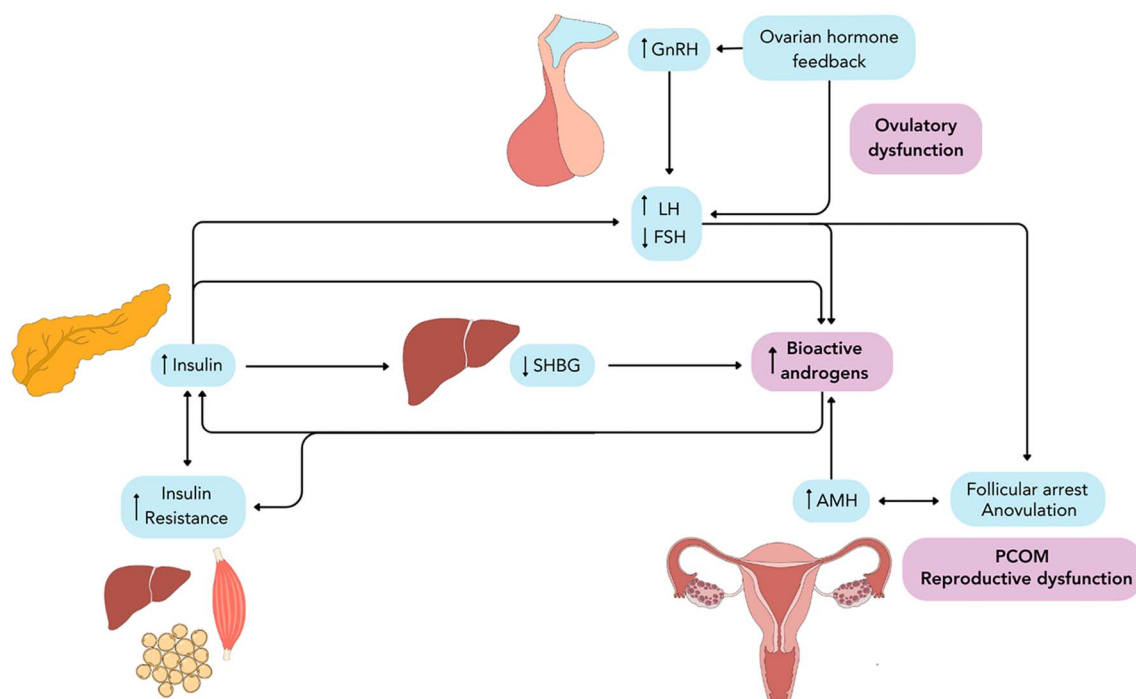 ↑ GnRH
Ovarian hormone
feedback
Ovulatory
dysfunction
↑ LH
↓ FSH
↑ Insulin
↓ SHBG
↑ Bioactive
androgens
↑ Insulin
Resistance
↑ AMH
Follicular arrest
Anovulation
PCOM
Reproductive dysfunction